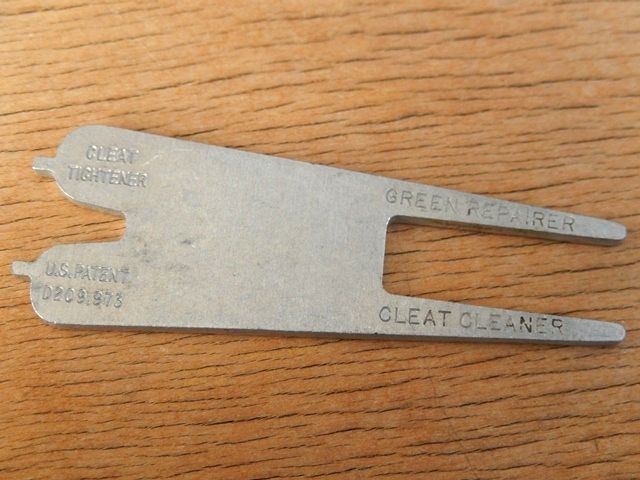 CLEAT
TIGHTENER
GREEN REPAIRER
U.S. PATENT
D209,973
CLEAT CLEANER